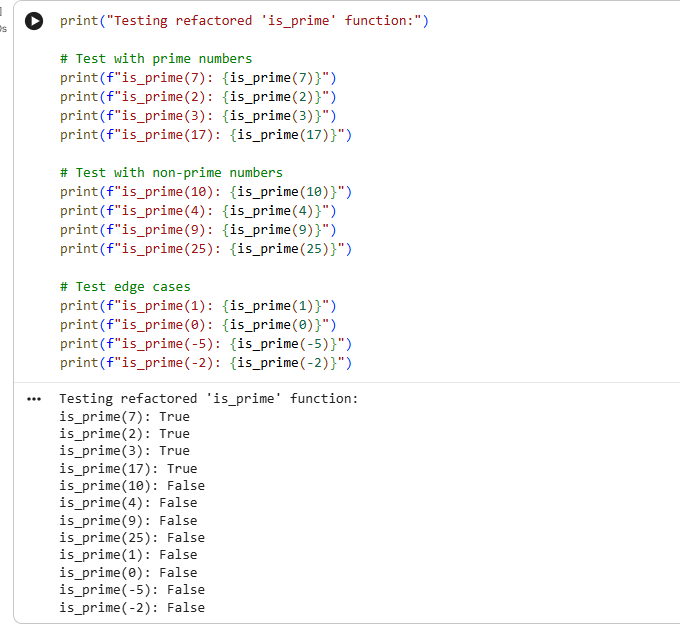 print("Testing refactored 'is_prime' function:")
# Test with prime numbers
print(f"is_prime(7): {is_prime(7)}")
print(f"is_prime(2): {is_prime(2)}")
print(f"is_prime(3): {is_prime(3)}")
print(f"is_prime(17): {is_prime(17)}")
# Test with non-prime numbers
print(f"is_prime(10): {is_prime(10)}")
print(f"is_prime(4): {is_prime(4)}")
print(f"is_prime(9): {is_prime(9)}")
print(f"is_prime(25): {is_prime(25)}")
# Test edge cases
print(f"is_prime(1): {is_prime(1)}")
print(f"is_prime(0): {is_prime(0)}")
print(f"is_prime(-5): {is_prime(-5)}")
print(f"is_prime(-2): {is_prime(-2)}")
Testing refactored 'is_prime' function:
is_prime(7): True
is_prime(2): True
is_prime(3): True
is_prime(17): True
is_prime(10): False
is_prime(4): False
is_prime(9): False
is_prime(25): False
is_prime(1): False
is_prime(0): False
is_prime(-5): False
is_prime(-2): False